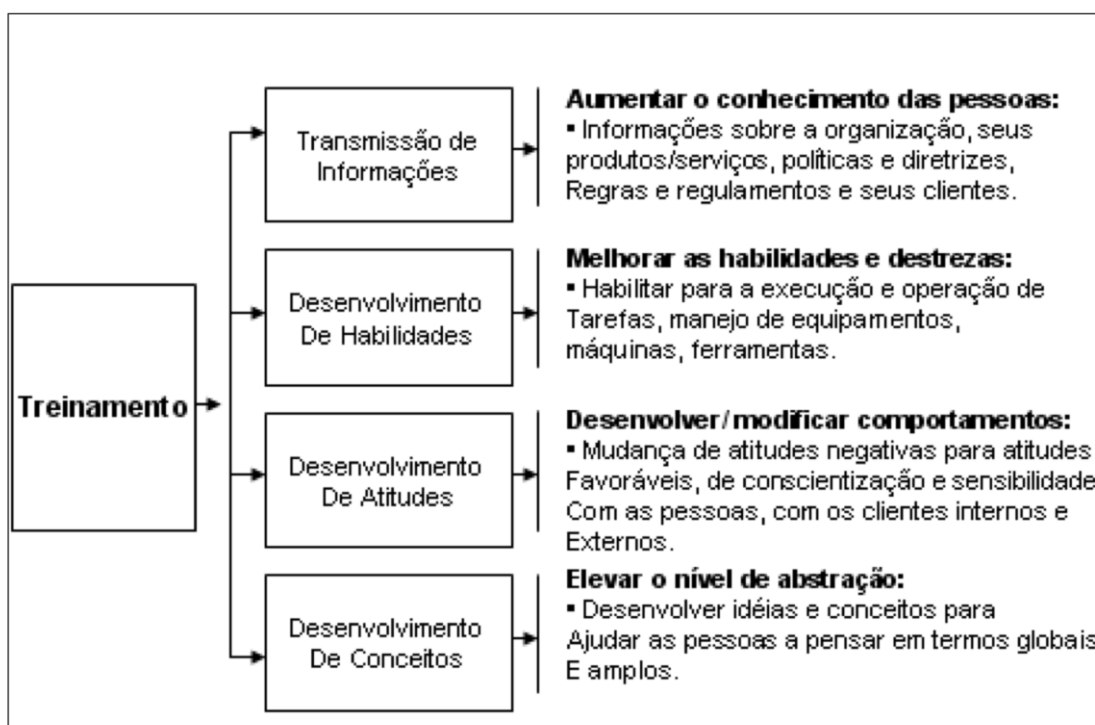 Treinamento
Transmissão de
Informações
Aumentar o conhecimento das pessoas:
▪ Informações sobre a organização, seus
produtos/serviços, políticas e diretrizes,
Regras e regulamentos e seus clientes.
Desenvolvimento
De Habilidades
Melhorar as habilidades e destrezas:
▪ Habilitar para a execução e operação de
Tarefas, manejo de equipamentos,
máquinas, ferramentas.
Desenvolvimento
De Atitudes
Desenvolver/modificar comportamentos:
▪ Mudança de atitudes negativas para atitudes
Favoráveis, de conscientização e sensibilidade
Com as pessoas, com os clientes internos e
Externos.
Desenvolvimento
De Conceitos
Elevar o nível de abstração:
▪ Desenvolver idéias e conceitos para
Ajudar as pessoas a pensar em termos globais
E amplos.